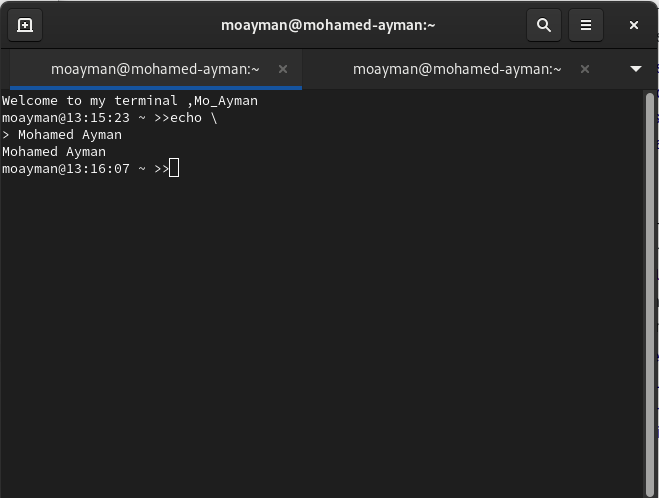 moayman@mohamed-ayman:~
moayman@mohamed-ayman:~ × moayman@mohamed-ayman:~ ×
Welcome to my terminal ,Mo_Ayman
moayman@13:15:23 ~ >>echo \
> Mohamed Ayman
Mohamed Ayman
moayman@13:16:07 ~ >>